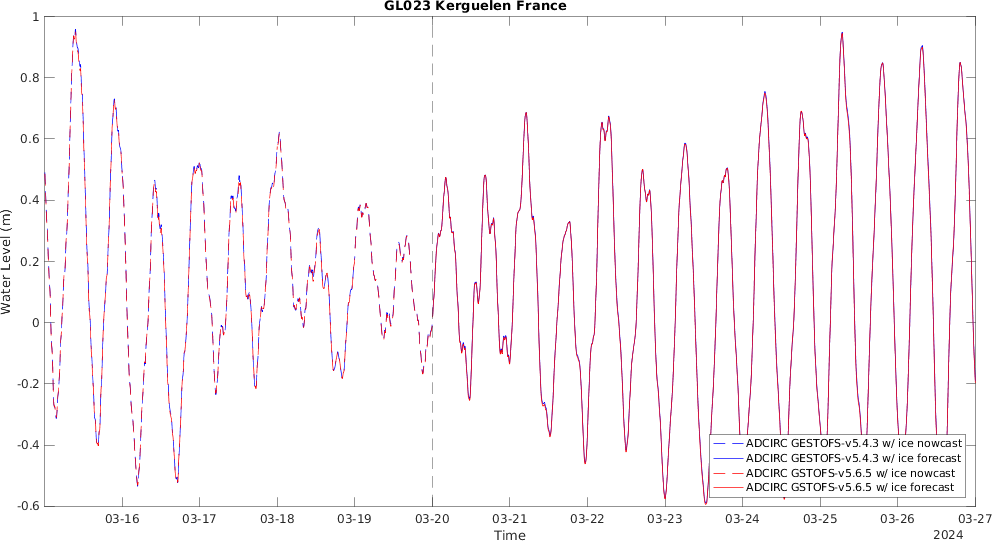 GL023 Kerguelen France
1
0.8
0.6
0.4
0.2
0
-0.2
-0.4
-0.6
Water Level (m)
ADCIRC GESTOFS-v5.4.3 w/ ice nowcast
ADCIRC GESTOFS-v5.4.3 w/ ice forecast
ADCIRC GSTOFS-v5.6.5 w/ ice nowcast
ADCIRC GSTOFS-v5.6.5 w/ ice forecast
03-16 03-17 03-18 03-19 03-20 03-21 03-22 03-23 03-24 03-25 03-26 03-27
Time
2024